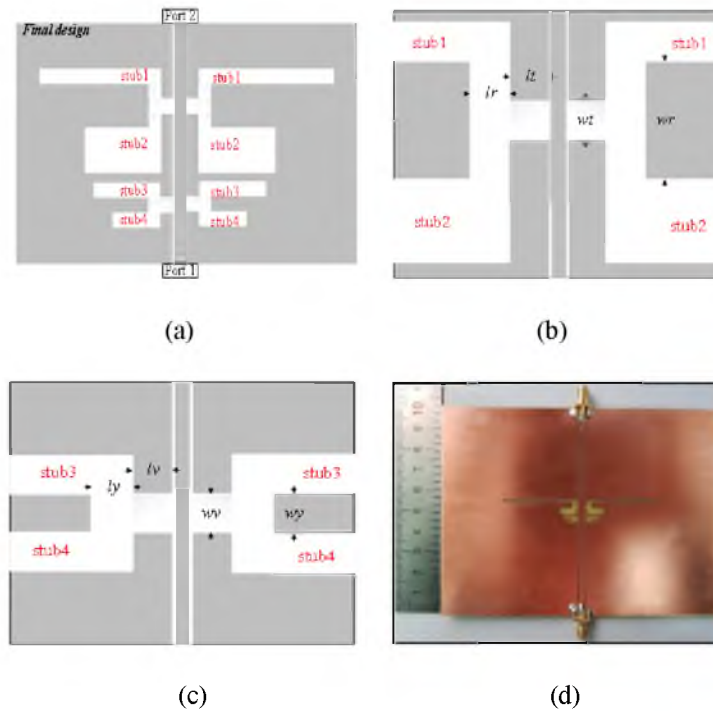 Port 2
Final design
stub1 stub1
stub2 stub2
stub3 stub3
stub4 stub4
Port 1
(a)
stub1 stub1
lt
lr wt wr
stub2 stub2
(b)
stub3 stub3
lv
ly wv wy
stub4 stub4
(c)
10
(d)